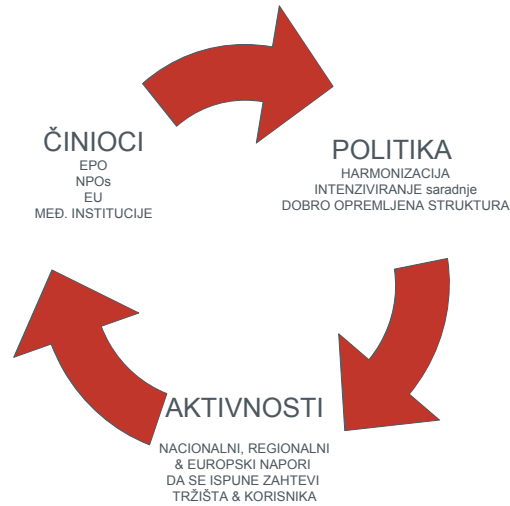 ČINIOCI
EPO
NPOs
EU
MEĐ. INSTITUCIJE
POLITIKA
HARMONIZACIJA
INTENZIVIRANJE saradnje
DOBRO OPREMLJENA STRUKTURA
AKTIVNOSTI
NACIONALNI, REGIONALNI
& EUROPSKI NAPORI
DA SE ISPUNE ZAHTEVI
TRŽIŠTA & KORISNIKA